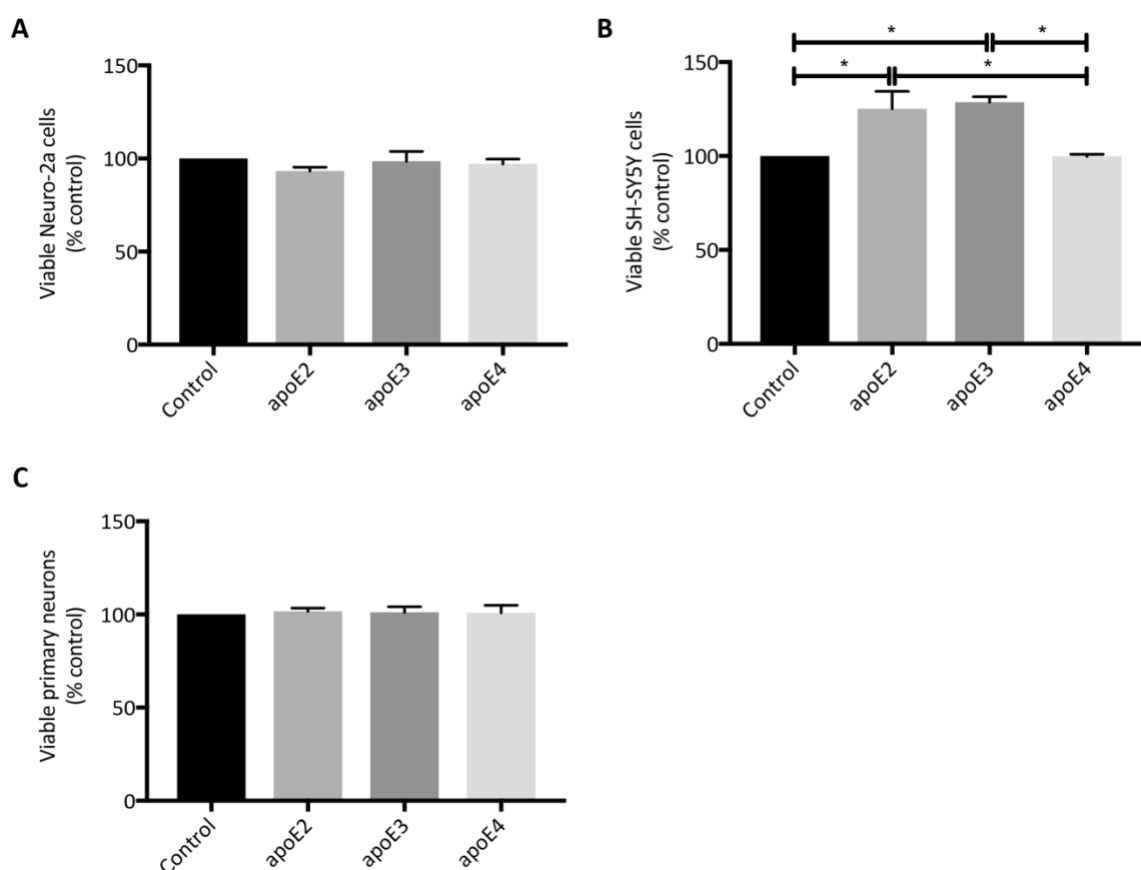 A
Viable Neuro-2a cells
(% control)
150
100
50
0
Control
apoE2
apoE3
apoE4
B
Viable SH-SY5Y cells
(% control)
* *
* *
150
100
50
0
Control
apoE2
apoE3
apoE4
C
Viable primary neurons
(% control)
150
100
50
0
Control
apoE2
apoE3
apoE4